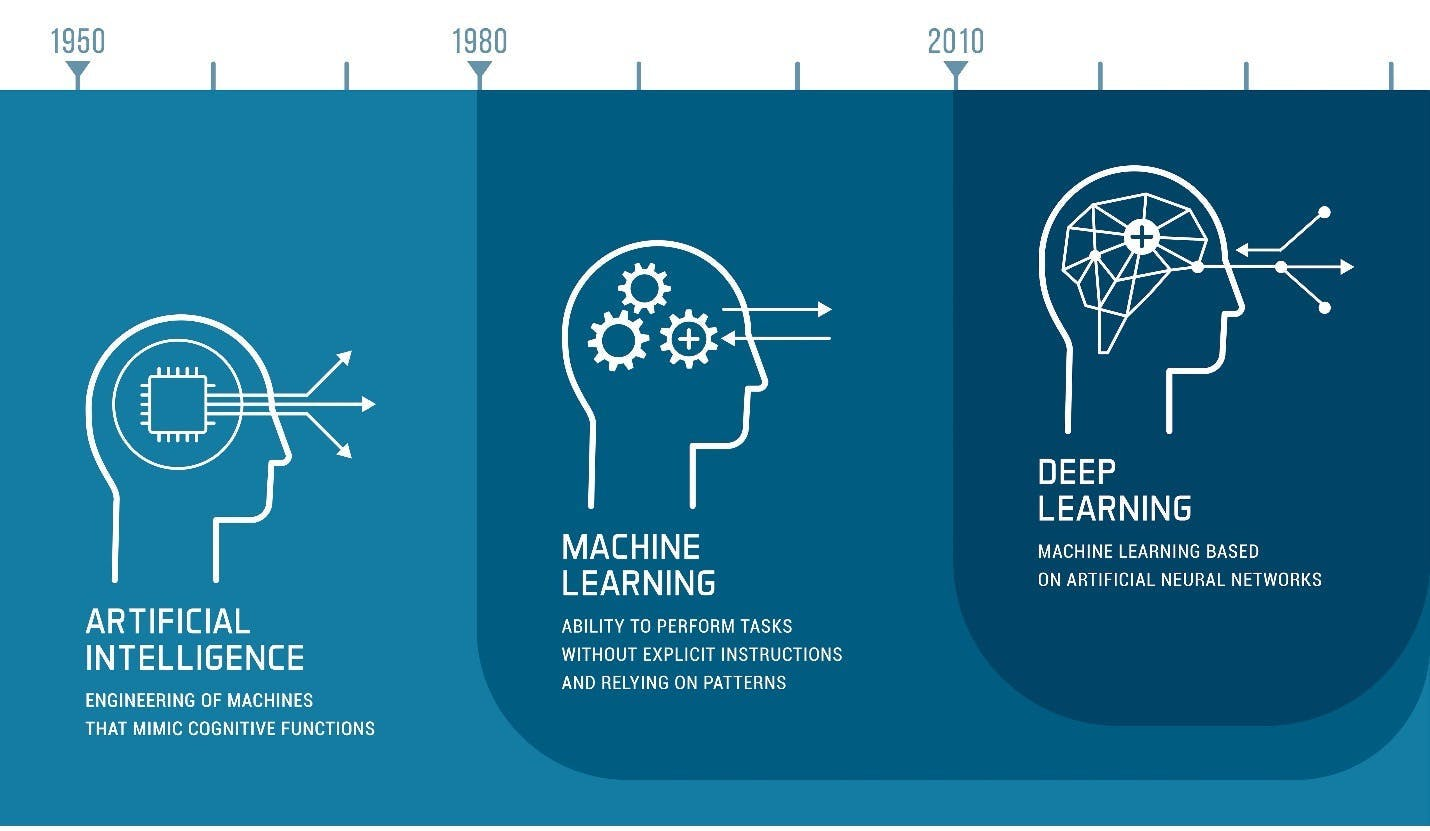 1950
1980
2010
ARTIFICIAL
INTELLIGENCE
ENGINEERING OF MACHINES
THAT MIMIC COGNITIVE FUNCTIONS
MACHINE
LEARNING
ABILITY TO PERFORM TASKS
WITHOUT EXPLICIT INSTRUCTIONS
AND RELYING ON PATTERNS
DEEP
LEARNING
MACHINE LEARNING BASED
ON ARTIFICIAL NEURAL NETWORKS